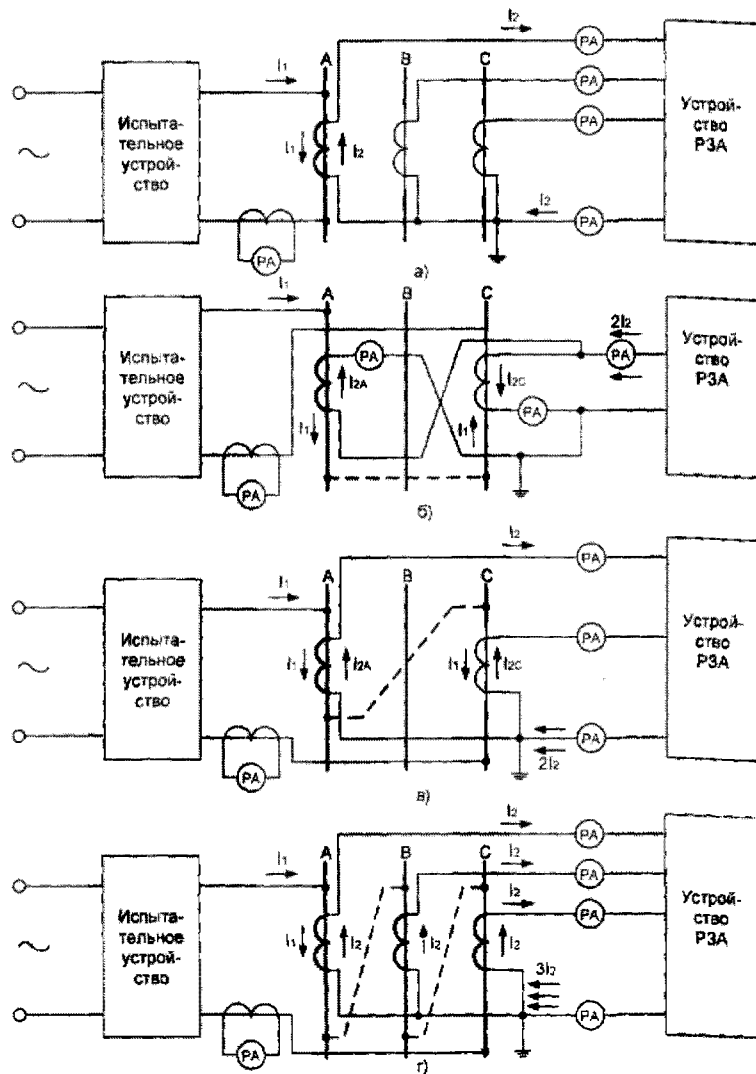 I₂
PA
A
B
C
I₁
PA
Испыта-
тельное
устрой-
ство
I₁
I₂
PA
Устрой-
ство
РЗА
I₂
PA
PA
а)
I₁
A
B
C
2I₂
Испыта-
тельное
устрой-
ство
PA
I₂A
I₂C
PA
Устрой-
ство
РЗА
I₁
I₁
PA
PA
б)
I₂
PA
I₁
A
B
C
Испыта-
тельное
устрой-
ство
I₁
I₂A
I₁
I₂C
PA
Устрой-
ство
РЗА
PA
2I₂
PA
в)
I₂
PA
I₁
A
B
C
I₂
PA
I₂
PA
Испыта-
тельное
устрой-
ство
I₁
I₂
I₂
I₂
Устрой-
ство
РЗА
3I₂
PA
PA
г)